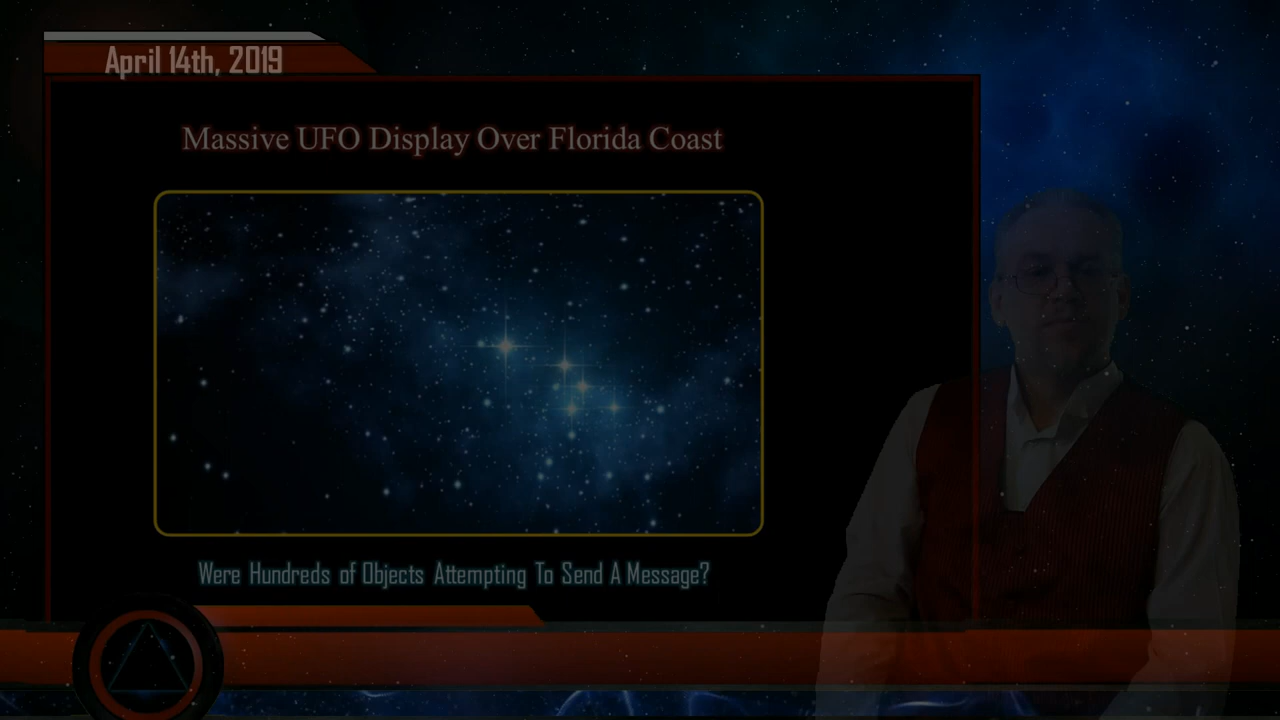 April 14th, 2019
Massive UFO Display Over Florida Coast
Were Hundreds of Objects Attempting To Send A Message?